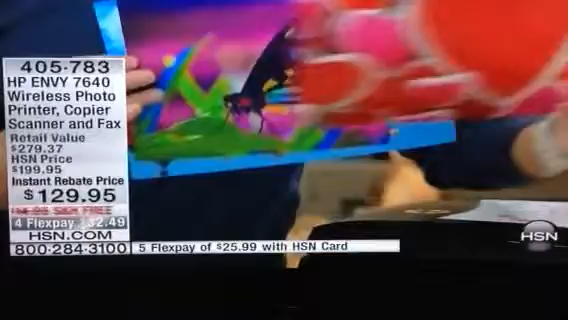 405-783
HP ENVY 7640
Wireless Photo
Printer, Copier
Scanner and Fax
Retail Value
$279.37
HSN Price
$199.95
Instant Rebate Price
$129.95
4 Flexpay $32.49
HSN.COM
800-284-3100
5 Flexpay of $25.99 with HSN Card
HSN